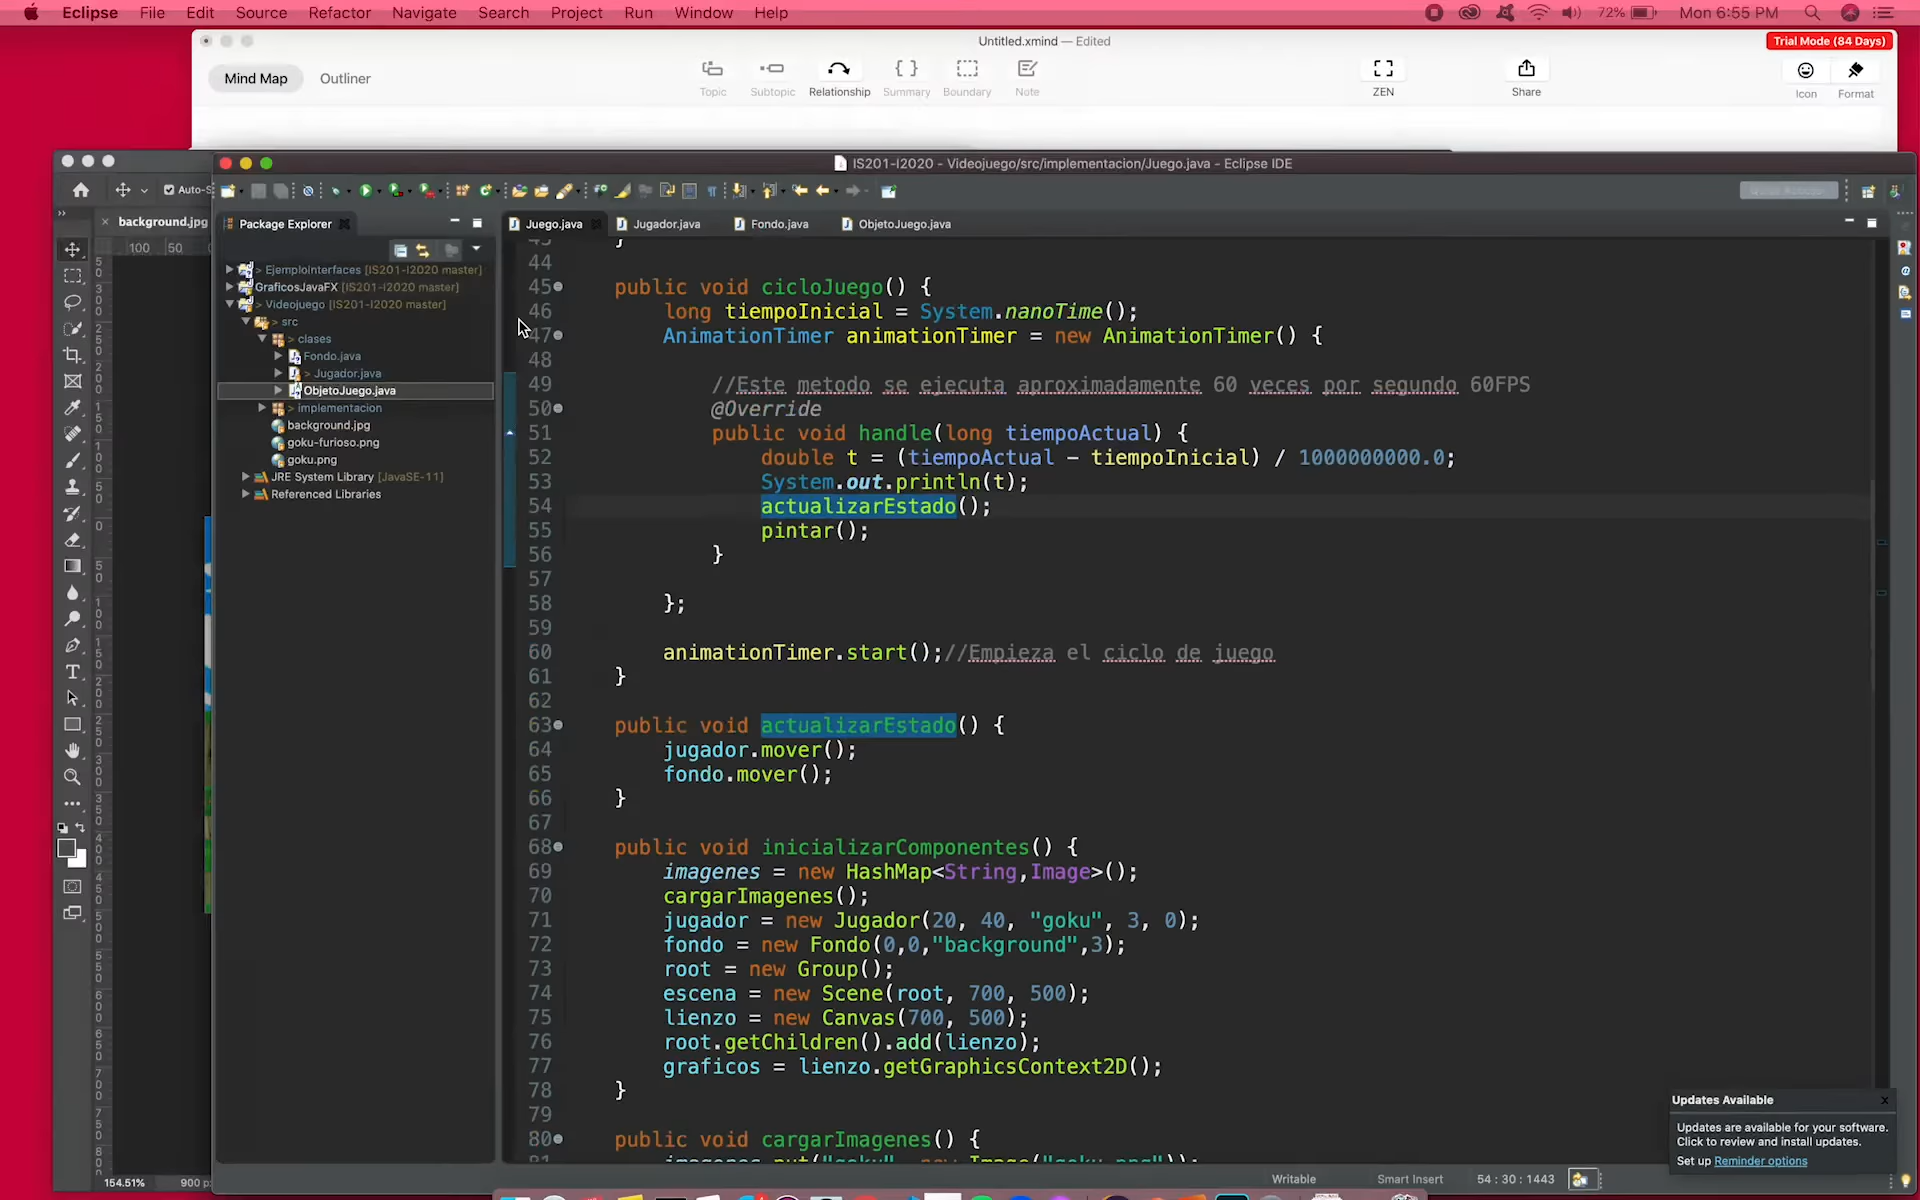 Eclipse File Edit Source Refactor Navigate Search Project Run Window Help 72% Mon 6:55 PM
Untitled.xmind — Edited
Trial Mode (84 Days)
Mind Map Outliner
Topic Subtopic Relationship Summary Boundary Note ZEN Share Icon Format
IS201-I2020 - Videojuego/src/implementacion/Juego.java - Eclipse IDE
Auto-S
background.jpg
100 50
Package Explorer
Juego.java Jugador.java Fondo.java ObjetoJuego.java
> EjemploInterfaces [IS201-I2020 master]
GraficosJavaFX [IS201-I2020 master]
> Videojuego [IS201-I2020 master]
> src
> clases
Fondo.java
> Jugador.java
ObjetoJuego.java
> implementacion
background.jpg
goku-furioso.png
goku.png
JRE System Library [JavaSE-11]
Referenced Libraries
43 }
44
45 public void cicloJuego() {
46 long tiempoInicial = System.nanoTime();
47 AnimationTimer animationTimer = new AnimationTimer() {
48
49 //Este metodo se ejecuta aproximadamente 60 veces por segundo 60FPS
50 @Override
51 public void handle(long tiempoActual) {
52 double t = (tiempoActual - tiempoInicial) / 1000000000.0;
53 System.out.println(t);
54 actualizarEstado();
55 pintar();
56 }
57
58 };
59
60 animationTimer.start();//Empieza el ciclo de juego
61 }
62
63 public void actualizarEstado() {
64 jugador.mover();
65 fondo.mover();
66 }
67
68 public void inicializarComponentes() {
69 imagenes = new HashMap<String,Image>();
70 cargarImagenes();
71 jugador = new Jugador(20, 40, "goku", 3, 0);
72 fondo = new Fondo(0,0,"background",3);
73 root = new Group();
74 escena = new Scene(root, 700, 500);
75 lienzo = new Canvas(700, 500);
76 root.getChildren().add(lienzo);
77 graficos = lienzo.getGraphicsContext2D();
78 }
79
80 public void cargarImagenes() {
81 imagenes.put("goku", new Image("goku.png"));
Updates Available
Updates are available for your software.
Click to review and install updates.
Set up Reminder options
154.51% 900 p
Writable Smart Insert 54 : 30 : 1443